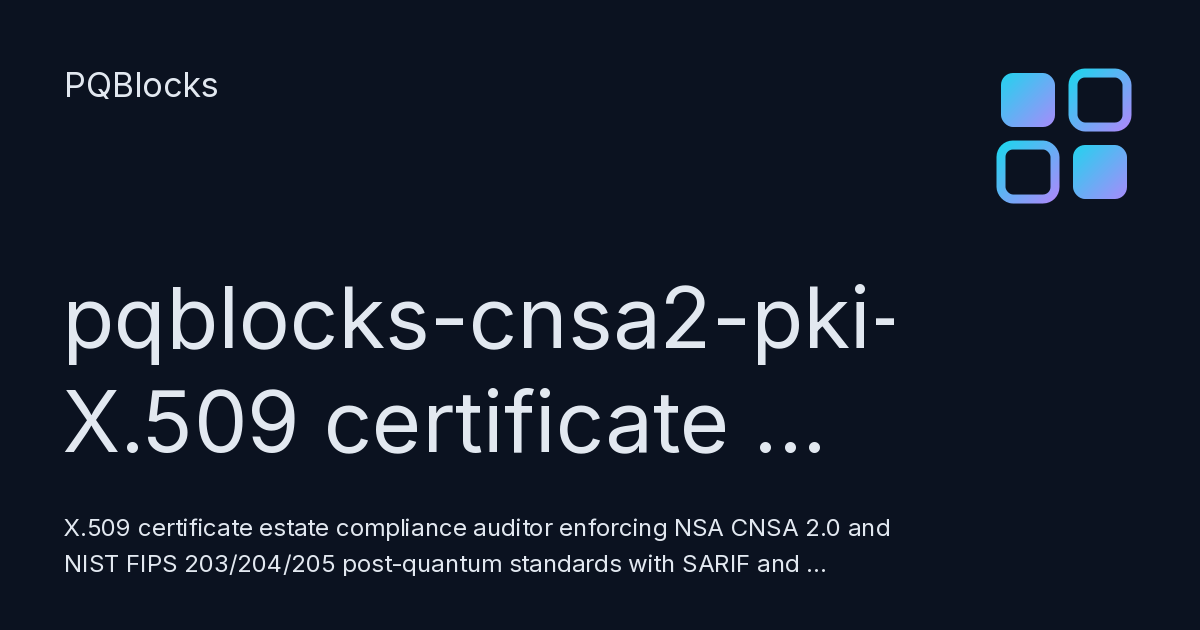 PQBlocks
pqblocks-cnsa2-pki-
X.509 certificate ...
X.509 certificate estate compliance auditor enforcing NSA CNSA 2.0 and
NIST FIPS 203/204/205 post-quantum standards with SARIF and ...